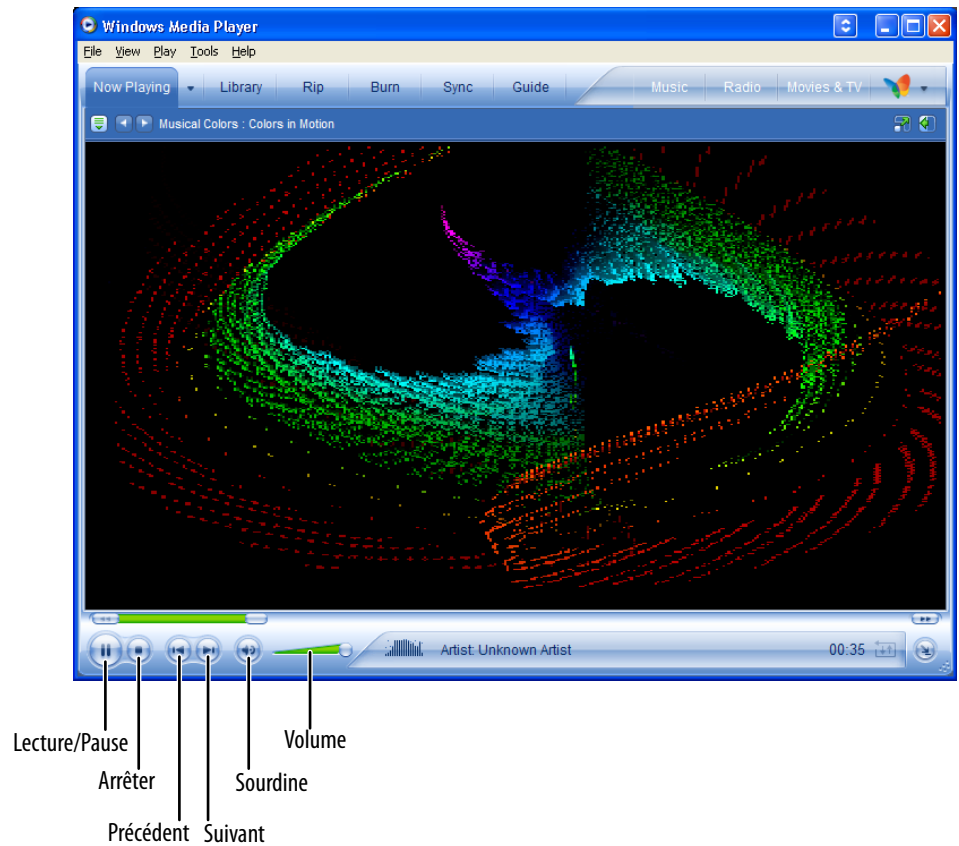 Windows Media Player
File View Play Tools Help
Now Playing Library Rip Burn Sync Guide Music Radio Movies & TV
Musical Colors : Colors in Motion
Artist: Unknown Artist 00:35
Lecture/Pause
Volume
Arrêter
Sourdine
Précédent
Suivant